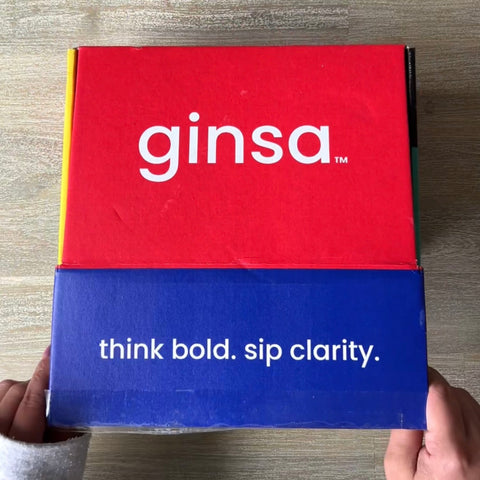 ginsa™
think bold. sip clarity.